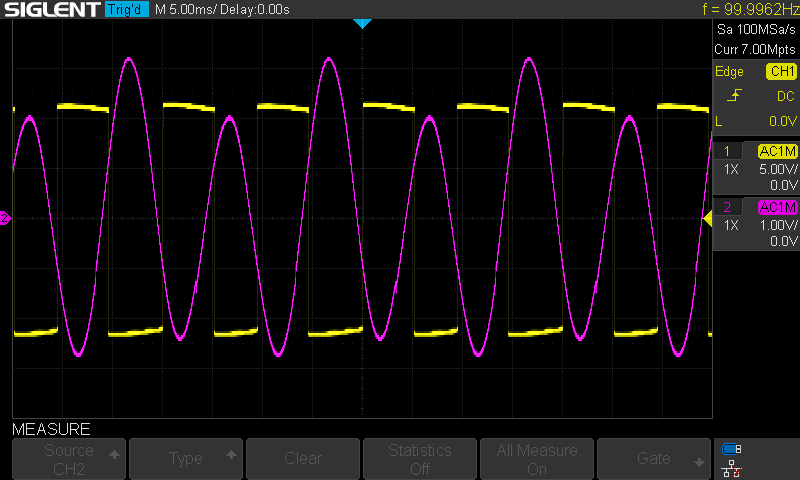 SIGLENT Trig'd M 5.00ms/ Delay:0.00s f = 99.9962Hz
Sa 100MSa/s
Curr 7.00Mpts
Edge CH1
DC
L 0.0V
1 AC1M
1X 5.00V/
0.0V
2 AC1M
1X 1.00V/
0.0V
2
MEASURE
Source CH2
Type
Clear
Statistics Off
All Measure On
Gate